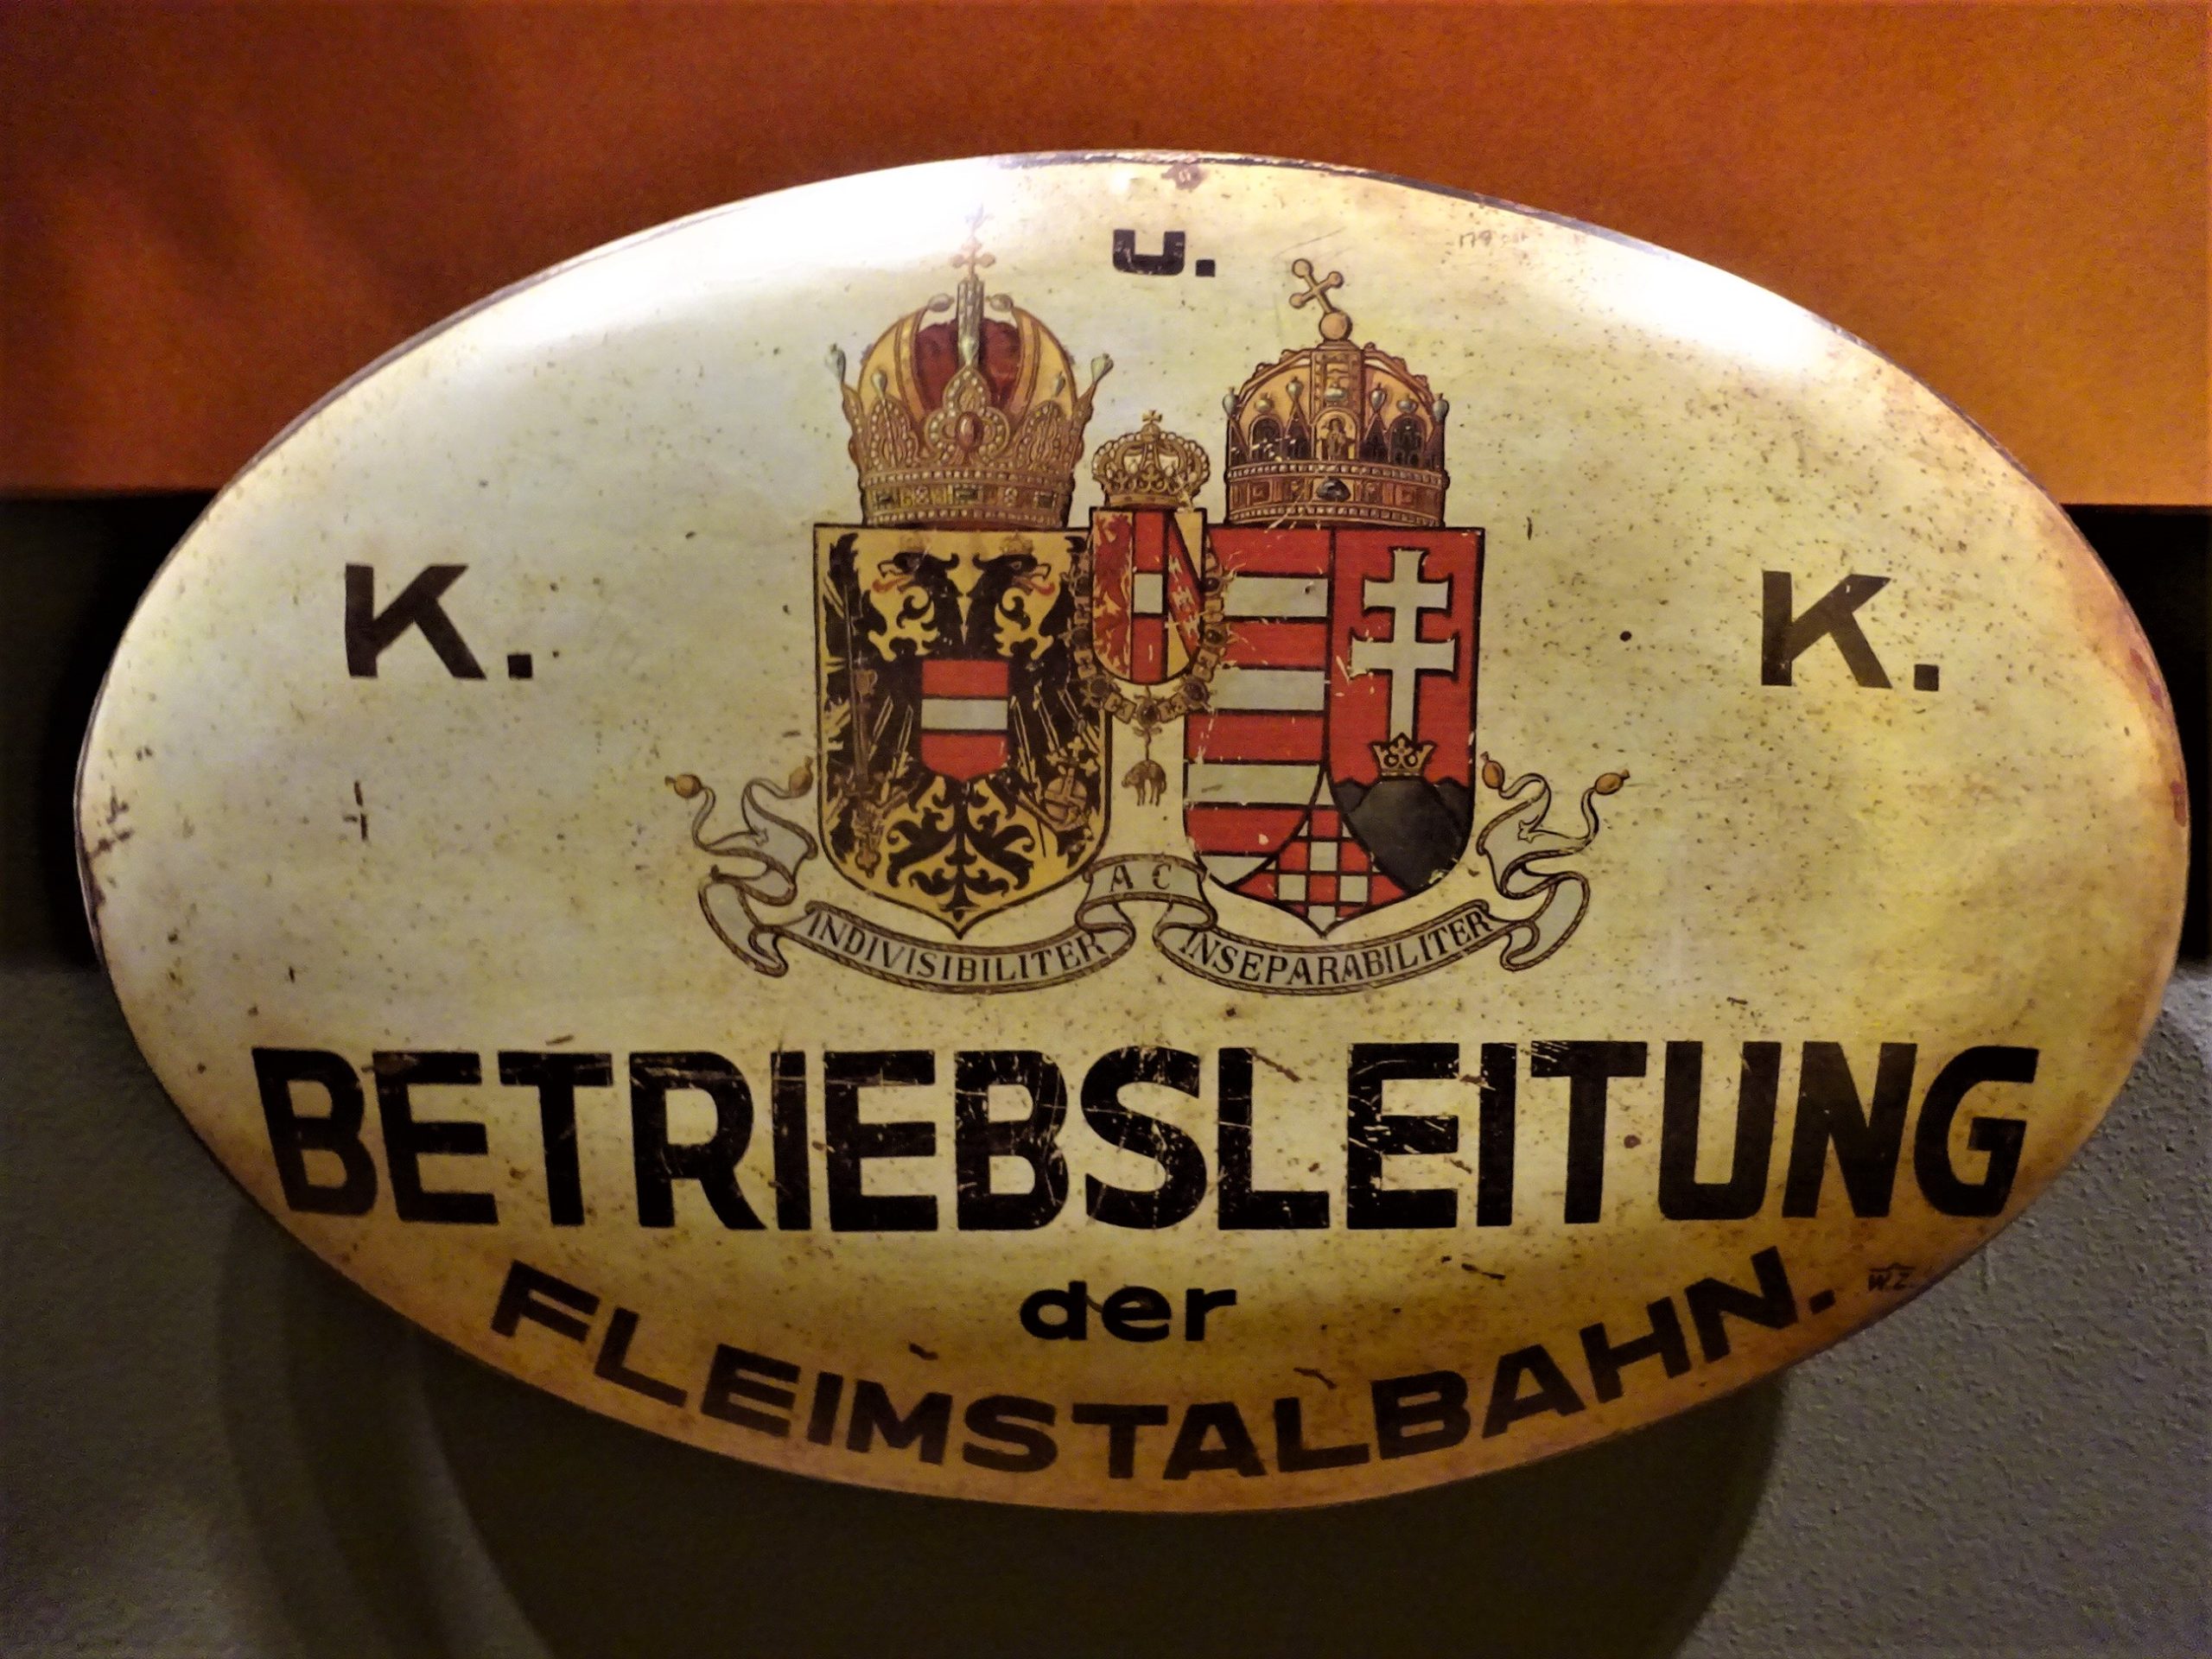 U.
K. K.
INDIVISIBILITER AC INSEPARABILITER
BETRIEBSLEITUNG
der
FLEIMSTALBAHN.
W.Z